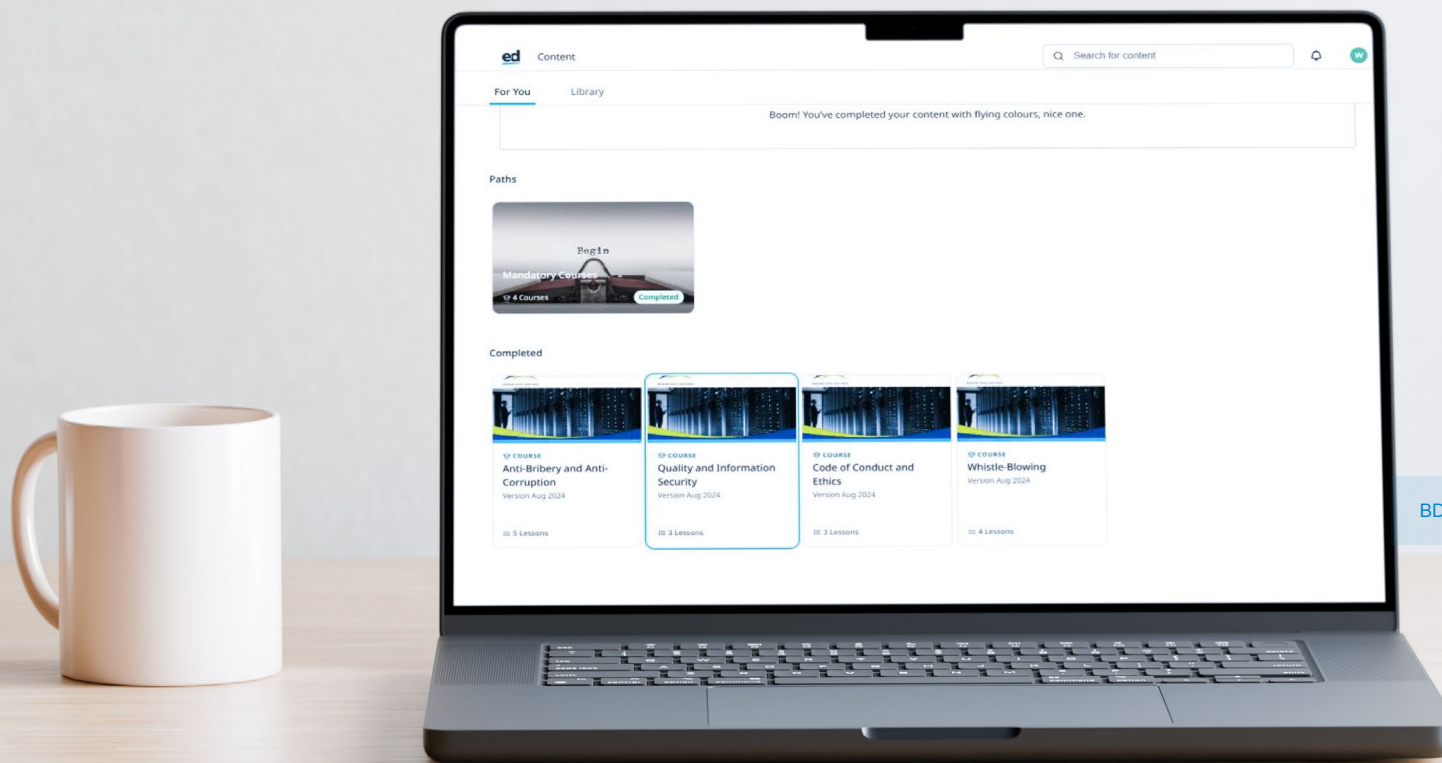 ed Content Search for content W
For You Library
Boom! You've completed your content with flying colours, nice one.
Paths
Begin
Mandatory Courses
4 Courses Completed
Completed
COURSE
Anti-Bribery and Anti-
Corruption
Version Aug 2024
5 Lessons
COURSE
Quality and Information
Security
Version Aug 2024
3 Lessons
COURSE
Code of Conduct and
Ethics
Version Aug 2024
3 Lessons
COURSE
Whistle-Blowing
Version Aug 2024
4 Lessons
BD